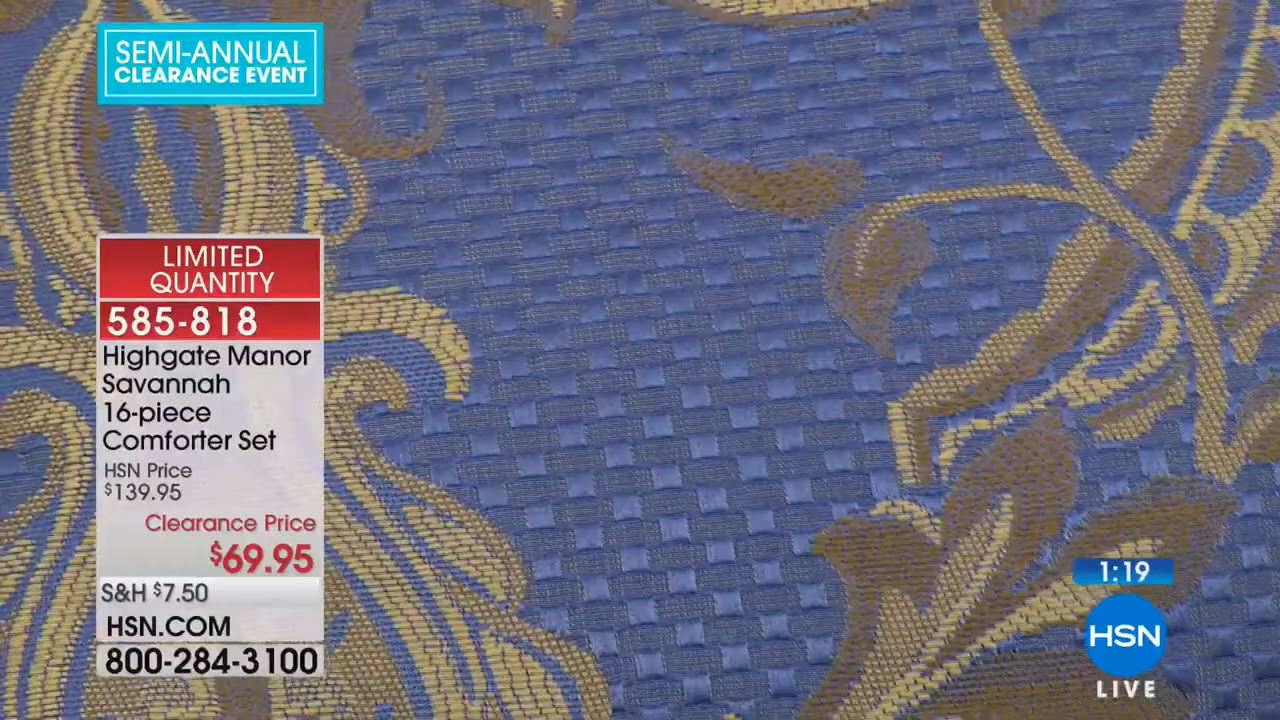 SEMI-ANNUAL
CLEARANCE EVENT
LIMITED
QUANTITY
585-818
Highgate Manor
Savannah
16-piece
Comforter Set
HSN Price
$139.95
Clearance Price
$69.95
S&H $7.50
HSN.COM
800-284-3100
1:19
HSN
LIVE